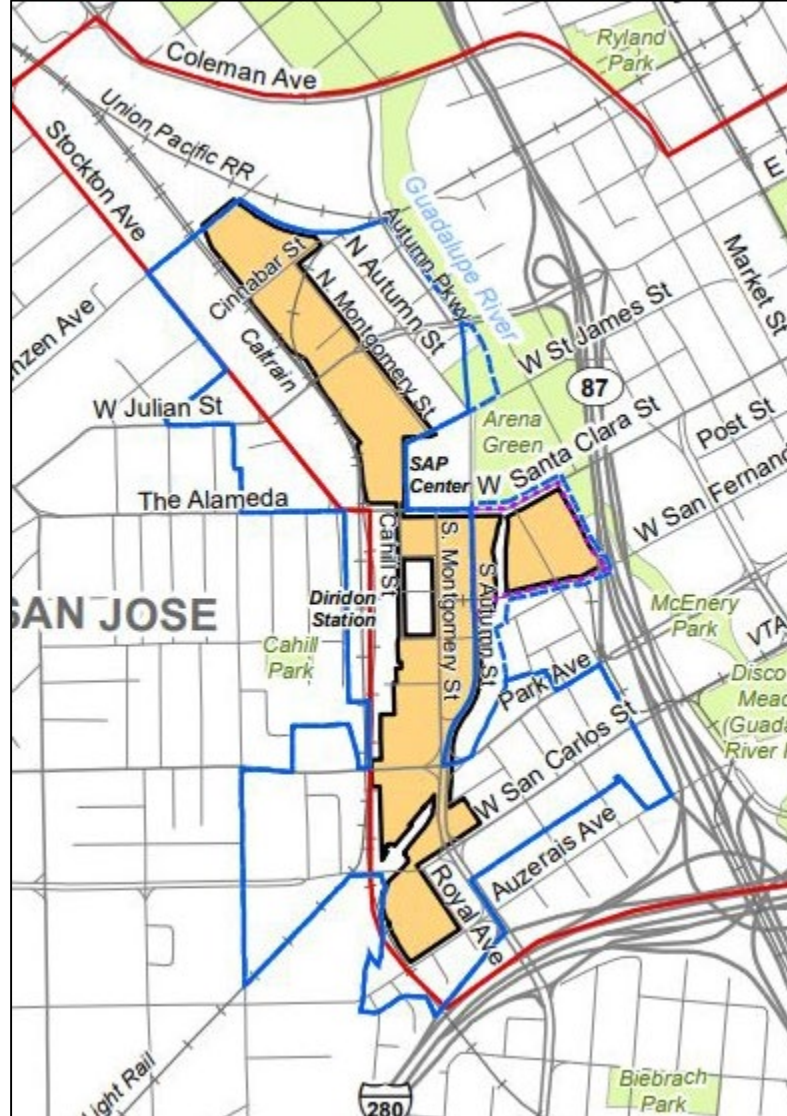 Ryland
Park
Coleman Ave
Union Pacific RR
Stockton Ave
E
Guadalupe River
Autumn Pkwy
N Autumn St
Cinnabar St
Market St
N. Montgomery St
nzen Ave
Caltrain
W St James St
87
W Julian St
Arena
Green
W Santa Clara St
Post St
SAP
Center
The Alameda
W San Fernand
Cahill St
S. Montgomery St
S Autumn St
Diridon
Station
SAN JOSE
McEnery
Park
Cahill
Park
VTA
Park Ave
Disco
Mead
(Guada
River P
W San Carlos St
Auzerais Ave
Royal Ave
Light Rail
280
Biebrach
Park